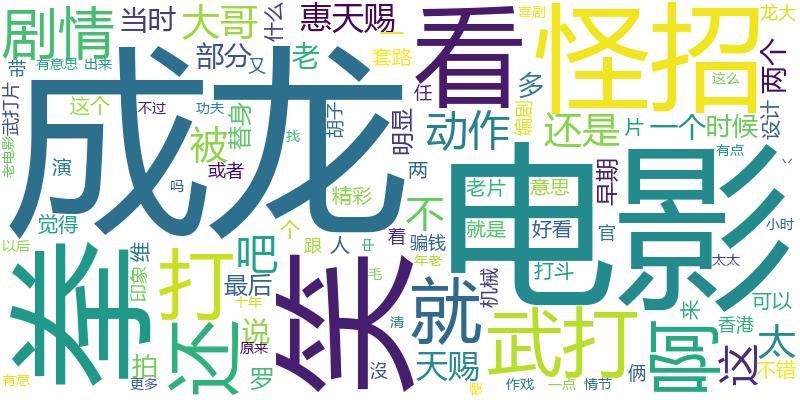 剧情
当时
大哥
什么
惠天赐
看
怪招
喜剧
龙大
带
有意思
出来
部分
又
老
套路
一
两个
武打片
这个
不过
功夫
被
替身
找
胡子
任
明显
动作
多
编剧
还是
片
一个
时候
这么
设计
成龙
电影
老电影
演
吗
或者
精彩
两
老片
意思
早期
有点
觉得
不
就是
好看
官
小时
以后
拳
维
印象
打
吧
个
跟
人
着
骗钱
年老
打斗
太太
笑
就
机械
最后
十年
毛
来
可以
还
说
原来
清
武打
啊
香港
这
太
拍
罗
沒
天赐
俩
不错
有意
更多
作戏
一点
情节